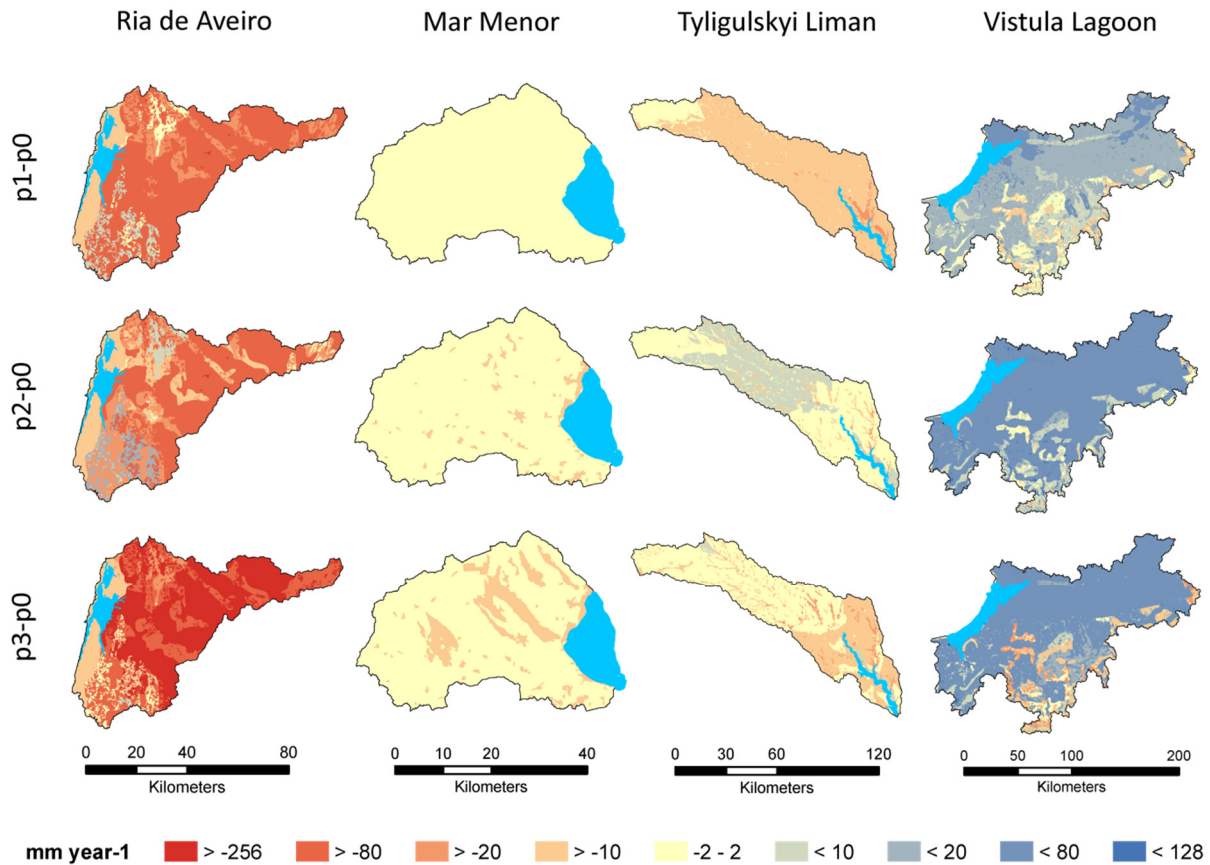 Ria de Aveiro Mar Menor Tyligulskyi Liman Vistula Lagoon
p1-p0
p2-p0
p3-p0
0 20 40 80
Kilometers
0 10 20 40
Kilometers
0 30 60 120
Kilometers
0 50 100 200
Kilometers
mm year-1 > -256 > -80 > -20 > -10 -2 - 2 < 10 < 20 < 80 < 128